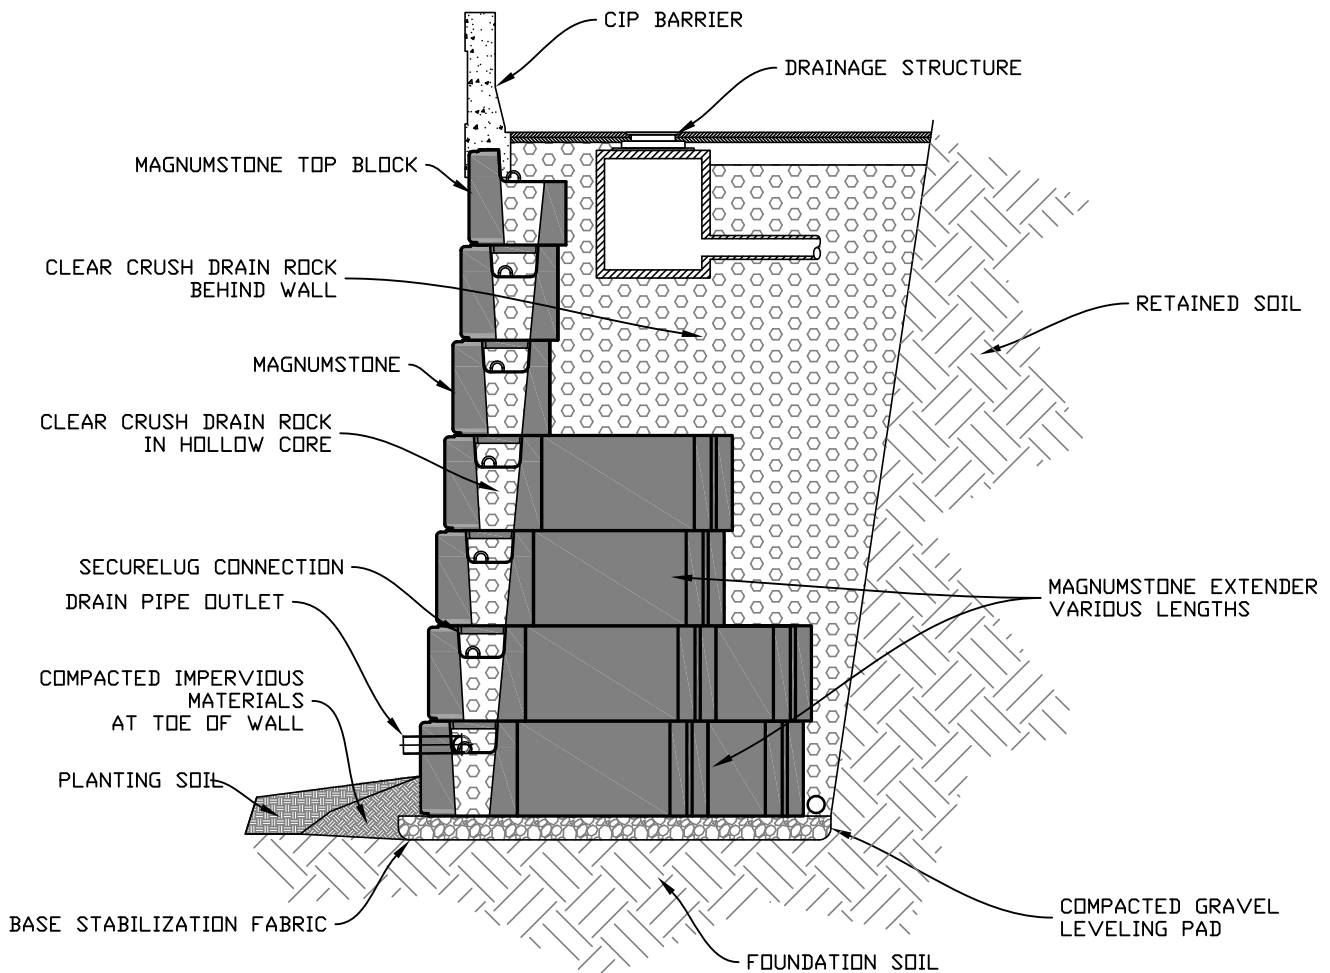 CIP BARRIER
DRAINAGE STRUCTURE
MAGNUMSTONE TOP BLOCK
CLEAR CRUSH DRAIN ROCK
BEHIND WALL
RETAINED SOIL
MAGNUMSTONE
CLEAR CRUSH DRAIN ROCK
IN HOLLOW CORE
SECURELUG CONNECTION
DRAIN PIPE OUTLET
MAGNUMSTONE EXTENDER
VARIOUS LENGTHS
COMPACTED IMPERVIOUS
MATERIALS
AT TOE OF WALL
PLANTING SOIL
BASE STABILIZATION FABRIC
COMPACTED GRAVEL
LEVELING PAD
FOUNDATION SOIL